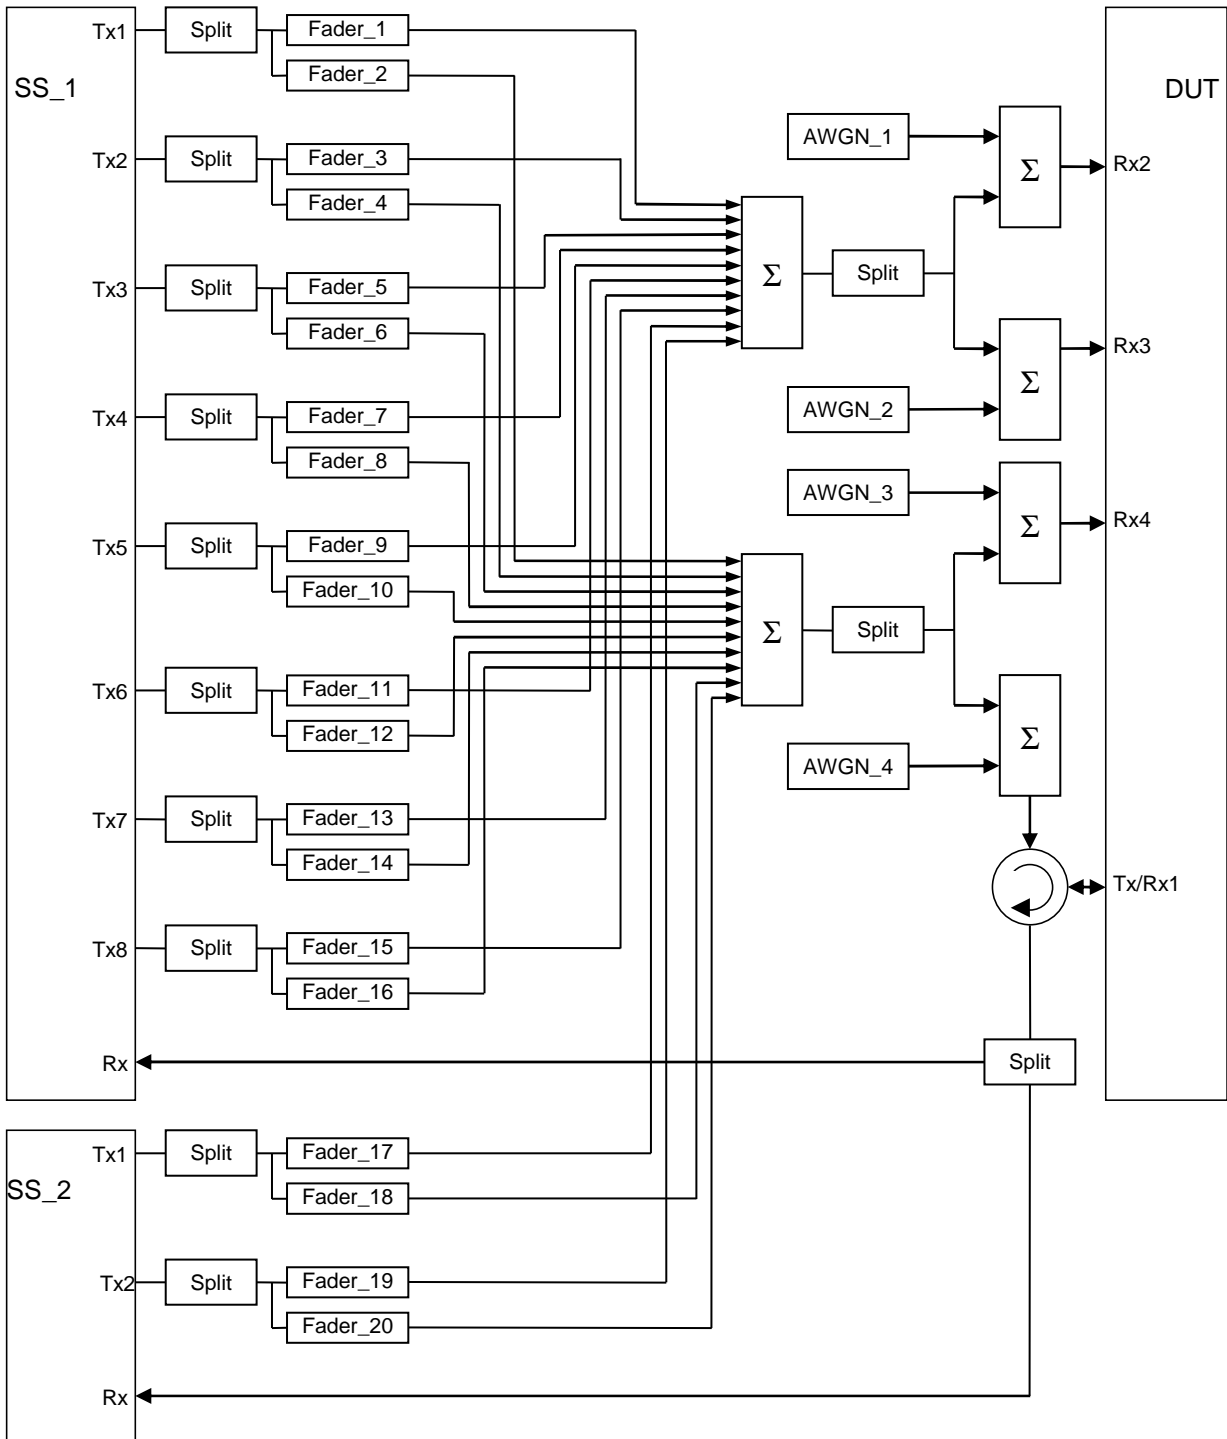 Tx1
Split
Fader_1
Fader_2
SS_1
DUT
AWGN_1
Σ
Rx2
Tx2
Split
Fader_3
Fader_4
Tx3
Split
Fader_5
Fader_6
Σ
Split
Rx3
Σ
AWGN_2
Tx4
Split
Fader_7
Fader_8
AWGN_3
Σ
Rx4
Tx5
Split
Fader_9
Fader_10
Σ
Split
Tx6
Split
Fader_11
Fader_12
Σ
AWGN_4
Tx7
Split
Fader_13
Fader_14
Tx/Rx1
Tx8
Split
Fader_15
Fader_16
Rx
Split
Tx1
Split
Fader_17
Fader_18
SS_2
Tx2
Split
Fader_19
Fader_20
Rx